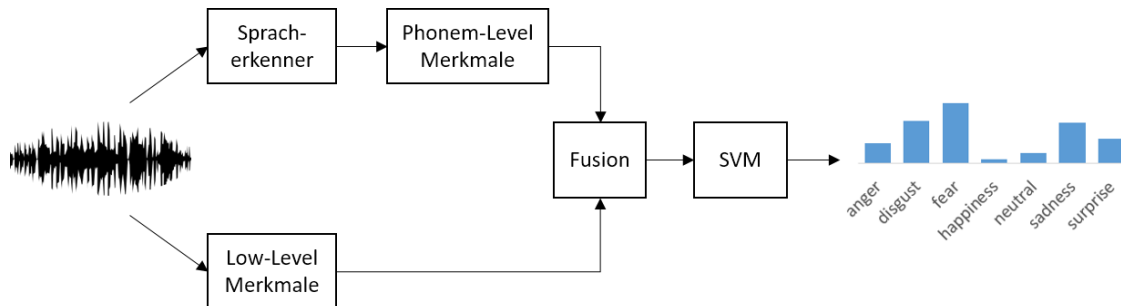 Sprach-
erkenner
Phonem-Level
Merkmale
Fusion
SVM
Low-Level
Merkmale
anger
disgust
fear
happiness
neutral
sadness
surprise